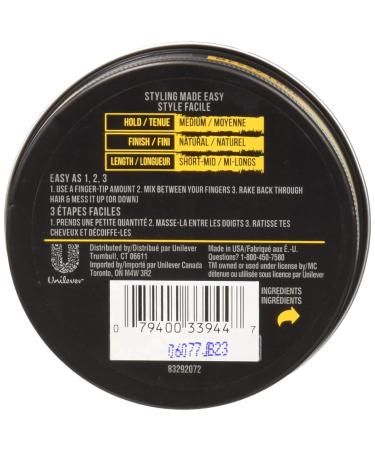 STYLING MADE EASY
STYLE FACILE
HOLD / TENUE MEDIUM / MOYENNE
FINISH / FINI NATURAL / NATUREL
LENGTH / LONGUEUR SHORT-MID / MI-LONGS
EASY AS 1, 2, 3
1. USE A FINGER-TIP AMOUNT 2. MIX BETWEEN YOUR FINGERS 3. RAKE BACK THROUGH
HAIR & MESS IT UP (OR DOWN)
3 ÉTAPES FACILES
1. PRENDS UNE PETITE QUANTITÉ 2. MASSE-LA ENTRE LES DOIGTS 3. RATISSE TES
CHEVEUX ET DÉCOIFFE-LES
Unilever
Distributed by/Distribué par Unilever
Trumbull, CT 06611
Imported by/Importé par Unilever Canada
Toronto, ON M4W 3R2
Made in USA/Fabriqué aux É.-U.
Questions? 1-800-450-7580
TM owned or used under license by/MC
détenue ou utilisée sous licence par Unilever
INGREDIENTS
INGRÉDIENTS
0 79400 33944 7
06077JB23
83292072